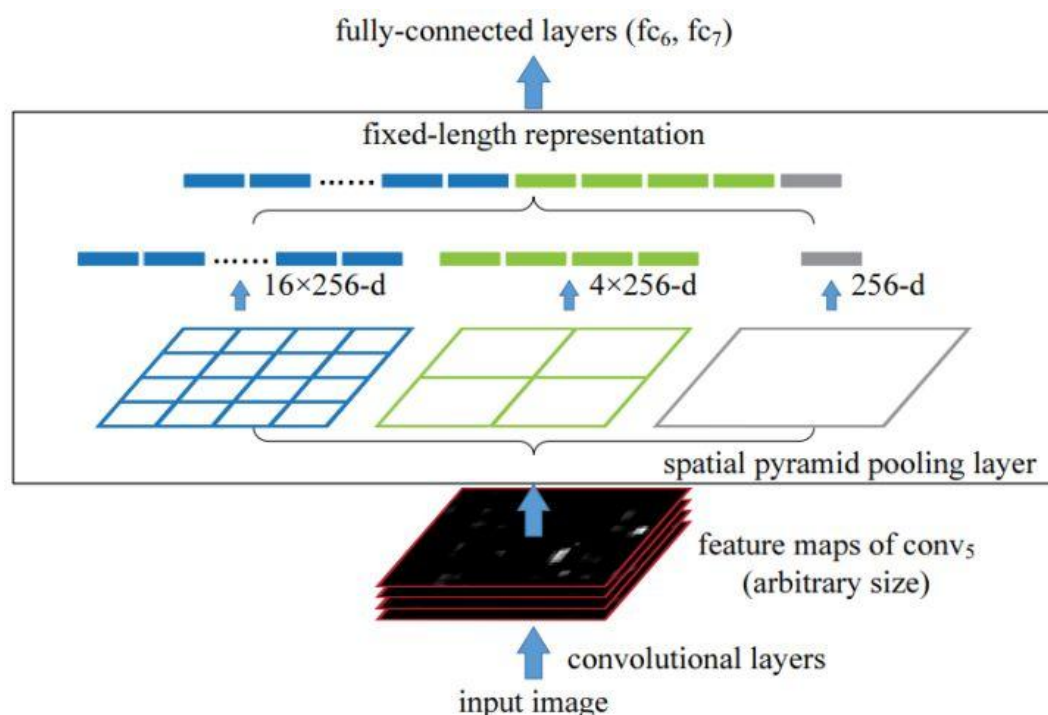 fully-connected layers (fc₆, fc₇)
fixed-length representation
......
......
16×256-d
4×256-d
256-d
spatial pyramid pooling layer
feature maps of conv₅
(arbitrary size)
convolutional layers
input image